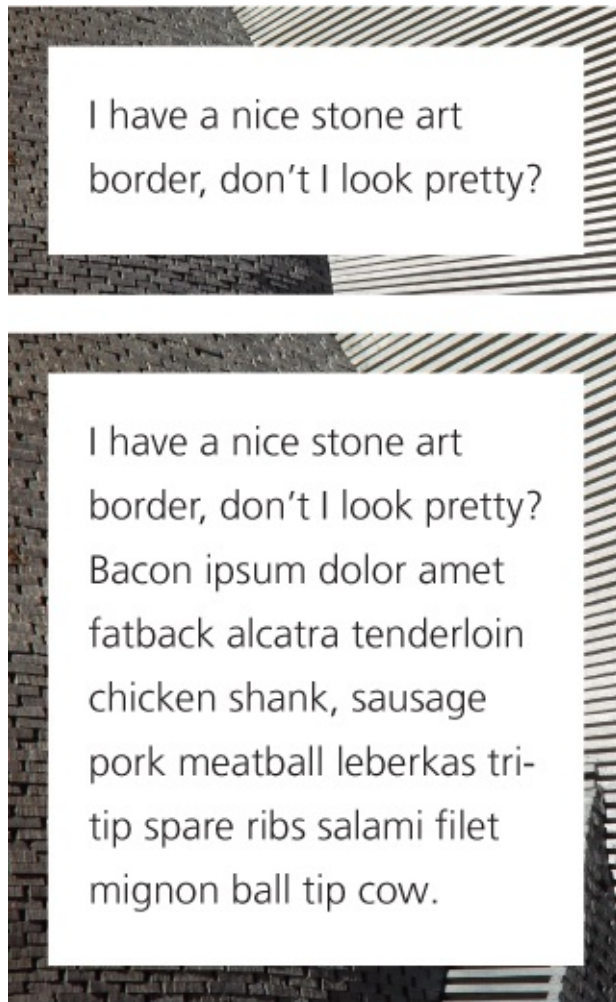 I have a nice stone art
border, don't I look pretty?
I have a nice stone art
border, don't I look pretty?
Bacon ipsum dolor amet
fatback alcatra tenderloin
chicken shank, sausage
pork meatball leberkas tri-
tip spare ribs salami filet
mignon ball tip cow.